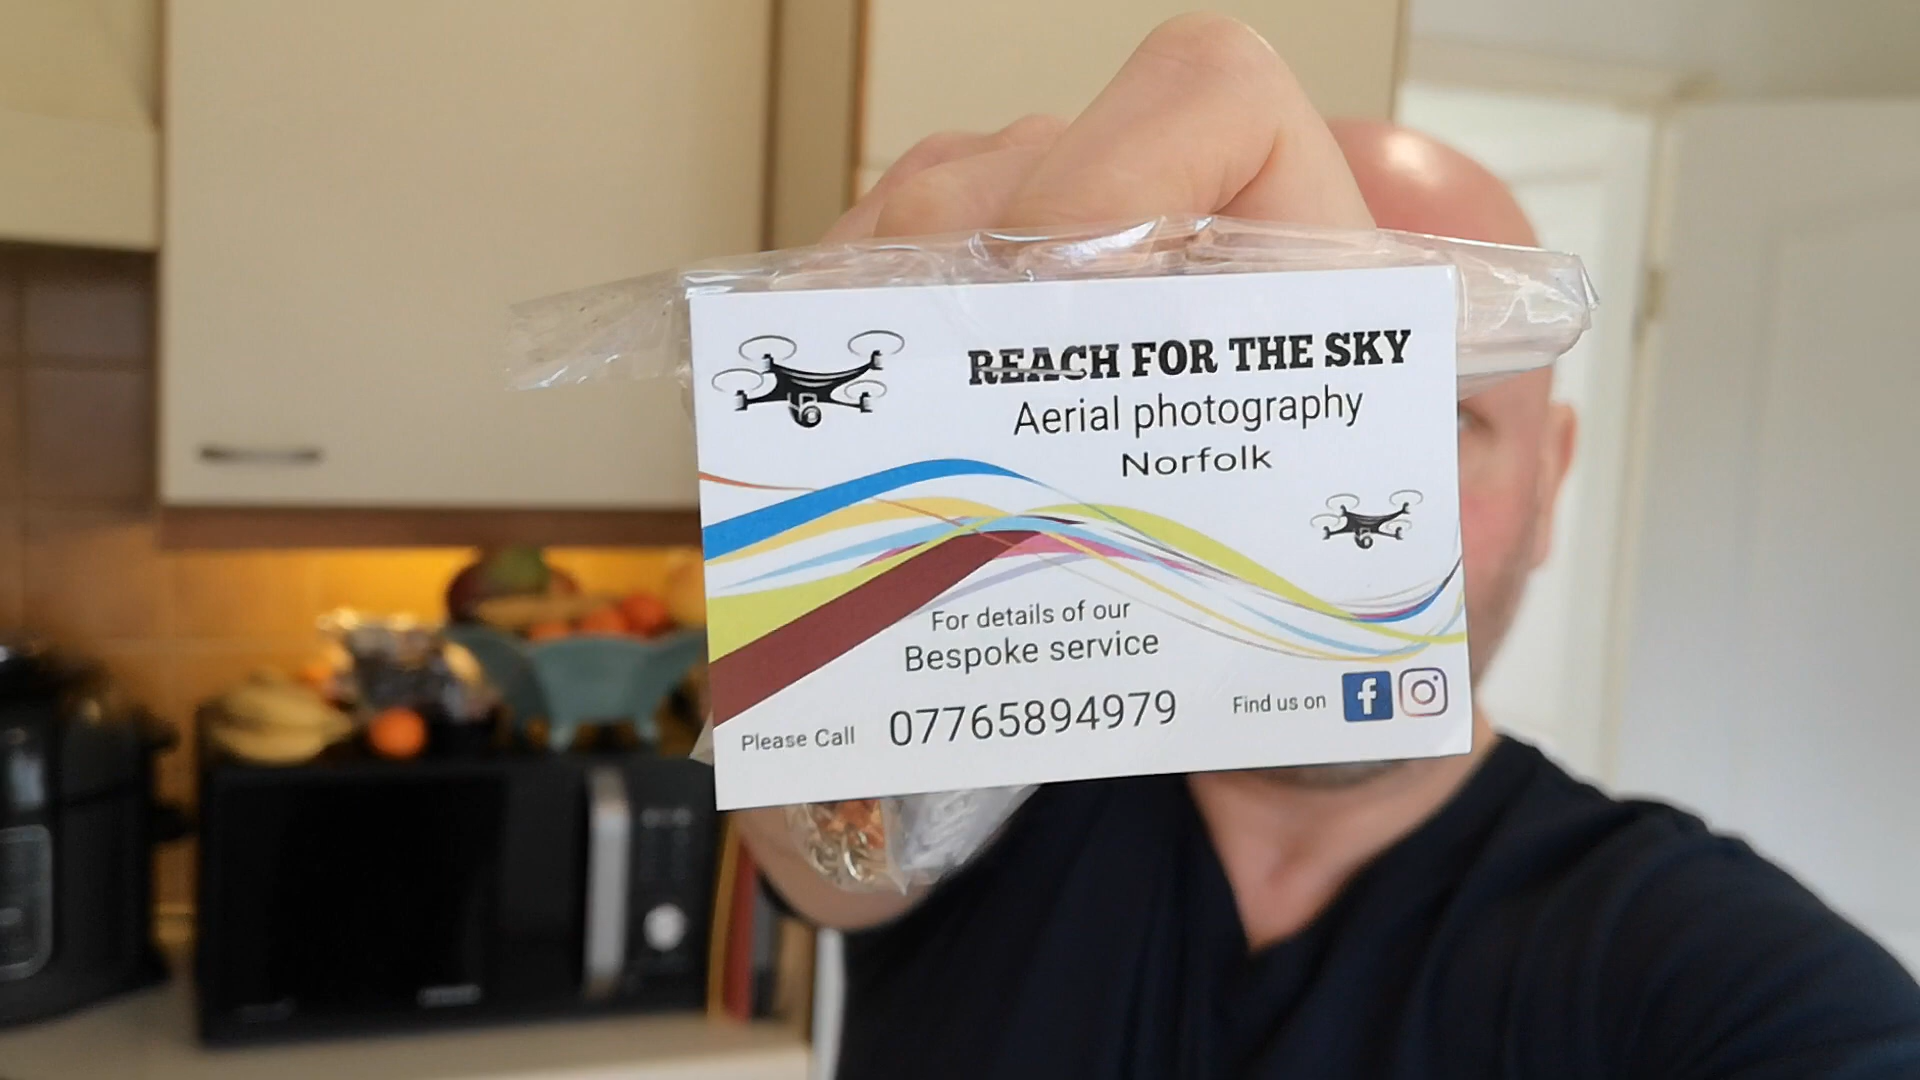 REACH FOR THE SKY
Aerial photography
Norfolk
For details of our
Bespoke service
Please Call 07765894979
Find us on